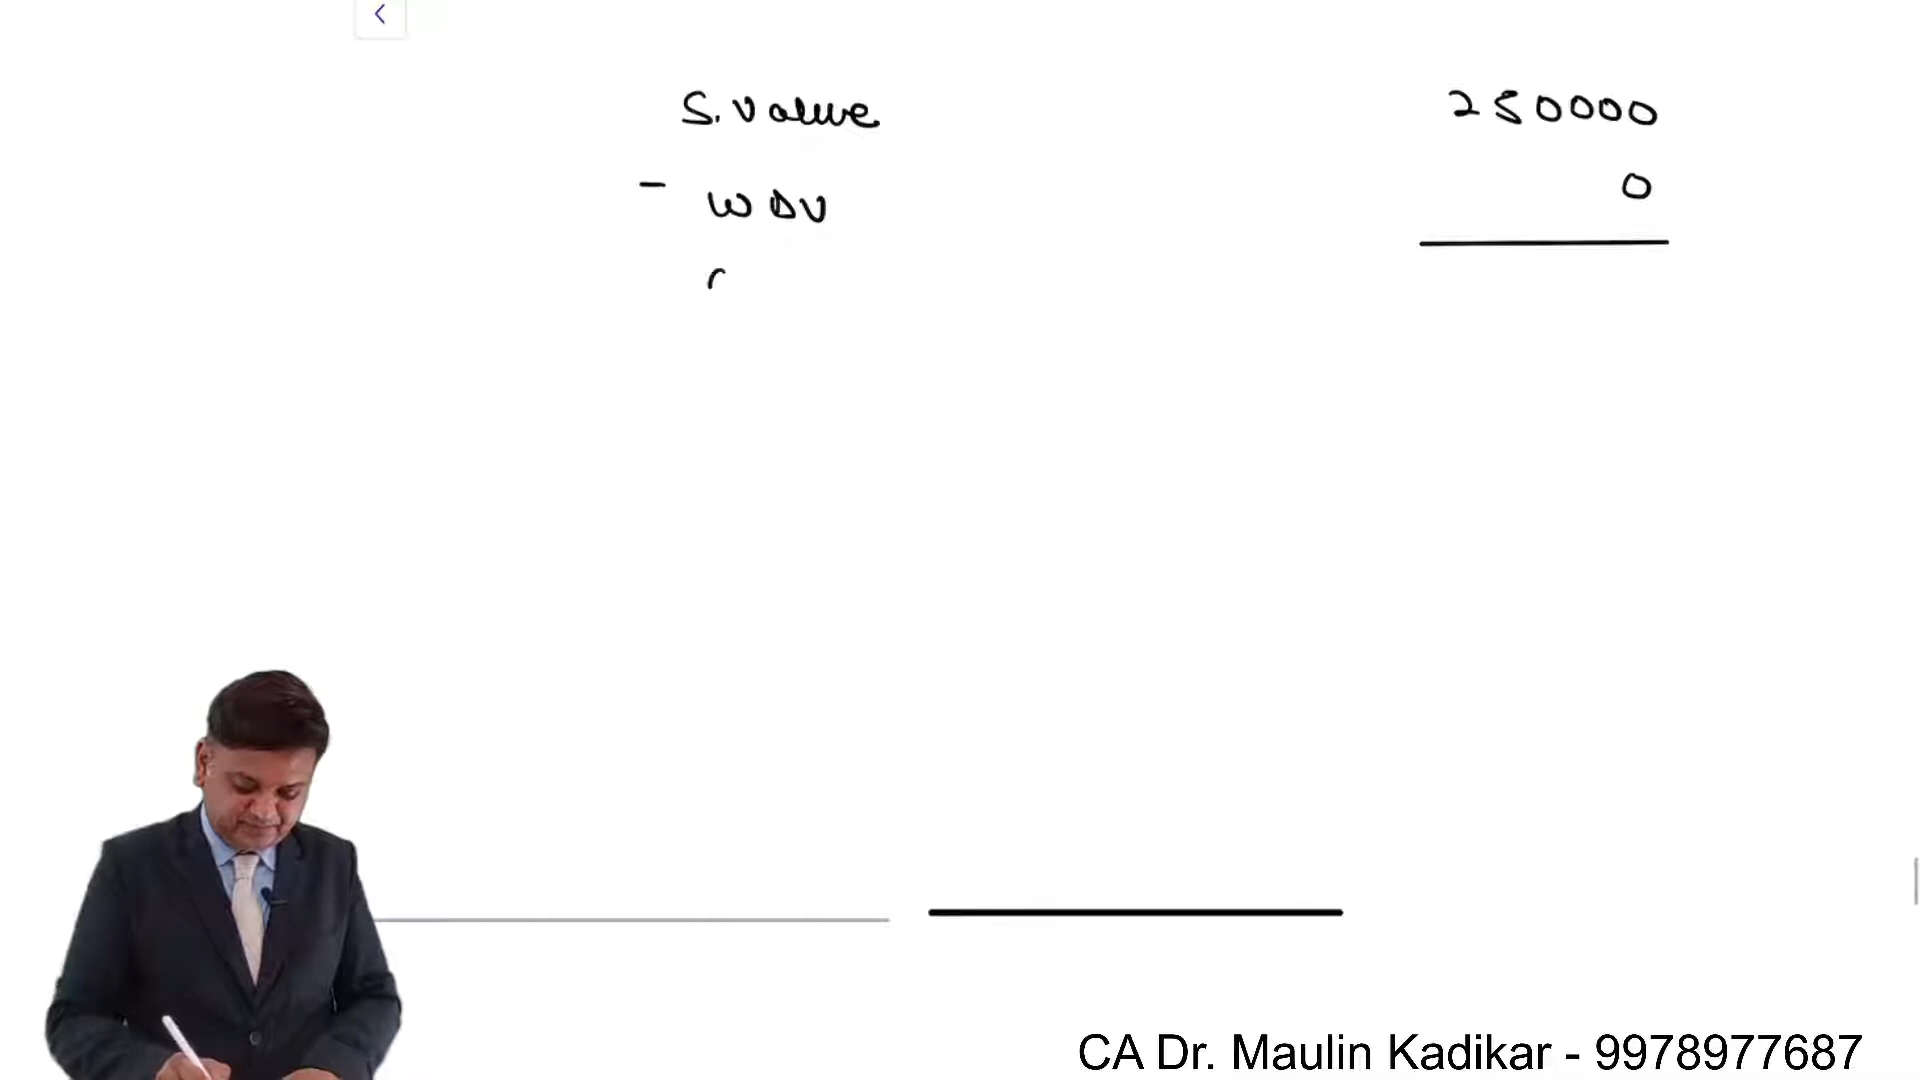 S. Value 250000
- WDV 0
CA Dr. Maulin Kadikar - 9978977687